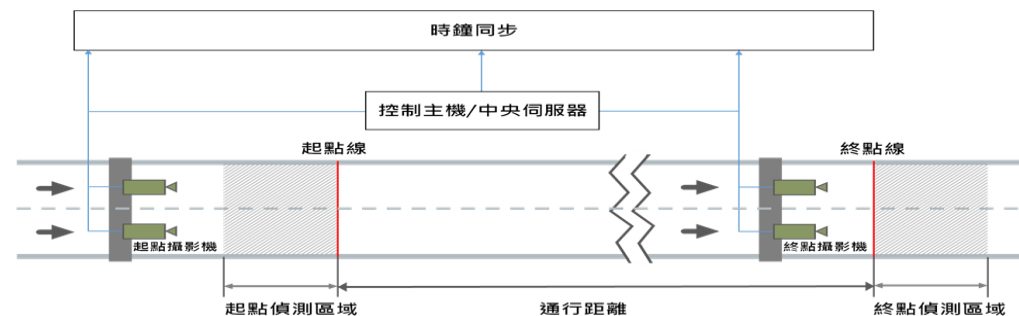 時鐘同步
控制主機/中央伺服器
起點線
終點線
起點攝影機
終點攝影機
起點偵測區域
通行距離
終點偵測區域